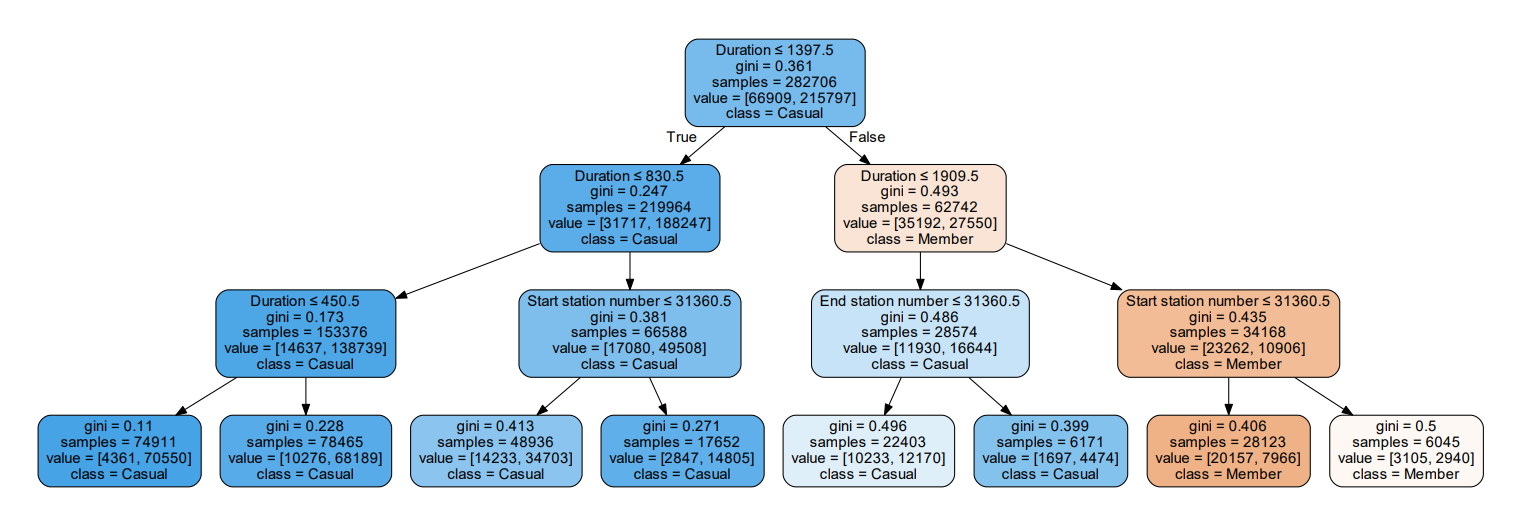 Duration ≤ 1397.5
gini = 0.361
samples = 282706
value = [66909, 215797]
class = Casual
True
False
Duration ≤ 830.5
gini = 0.247
samples = 219964
value = [31717, 188247]
class = Casual
Duration ≤ 1909.5
gini = 0.493
samples = 62742
value = [35192, 27550]
class = Member
Duration ≤ 450.5
gini = 0.173
samples = 153376
value = [14637, 138739]
class = Casual
Start station number ≤ 31360.5
gini = 0.381
samples = 66588
value = [17080, 49508]
class = Casual
End station number ≤ 31360.5
gini = 0.486
samples = 28574
value = [11930, 16644]
class = Casual
Start station number ≤ 31360.5
gini = 0.435
samples = 34168
value = [23262, 10906]
class = Member
gini = 0.11
samples = 74911
value = [4361, 70550]
class = Casual
gini = 0.228
samples = 78465
value = [10276, 68189]
class = Casual
gini = 0.413
samples = 48936
value = [14233, 34703]
class = Casual
gini = 0.271
samples = 17652
value = [2847, 14805]
class = Casual
gini = 0.496
samples = 22403
value = [10233, 12170]
class = Casual
gini = 0.399
samples = 6171
value = [1697, 4474]
class = Casual
gini = 0.406
samples = 28123
value = [20157, 7966]
class = Member
gini = 0.5
samples = 6045
value = [3105, 2940]
class = Member